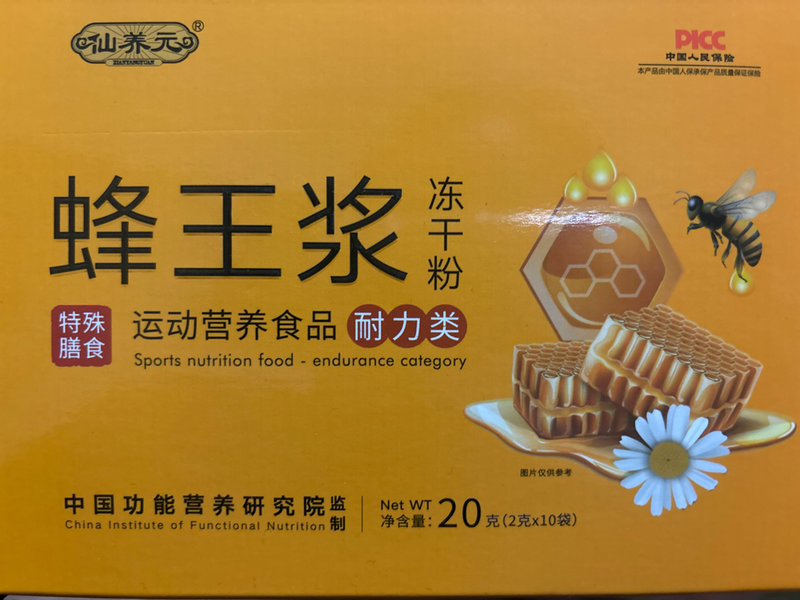 仙养元®
XIANYANGYUAN
PICC
中国人民保险
本产品由中国人保承保产品质量保证保险
蜂王浆
冻干粉
特殊
膳食
运动营养食品 耐力类
Sports nutrition food - endurance category
图片仅供参考
中国功能营养研究院 监制
China Institute of Functional Nutrition
Net WT
净含量: 20克(2克x10袋)